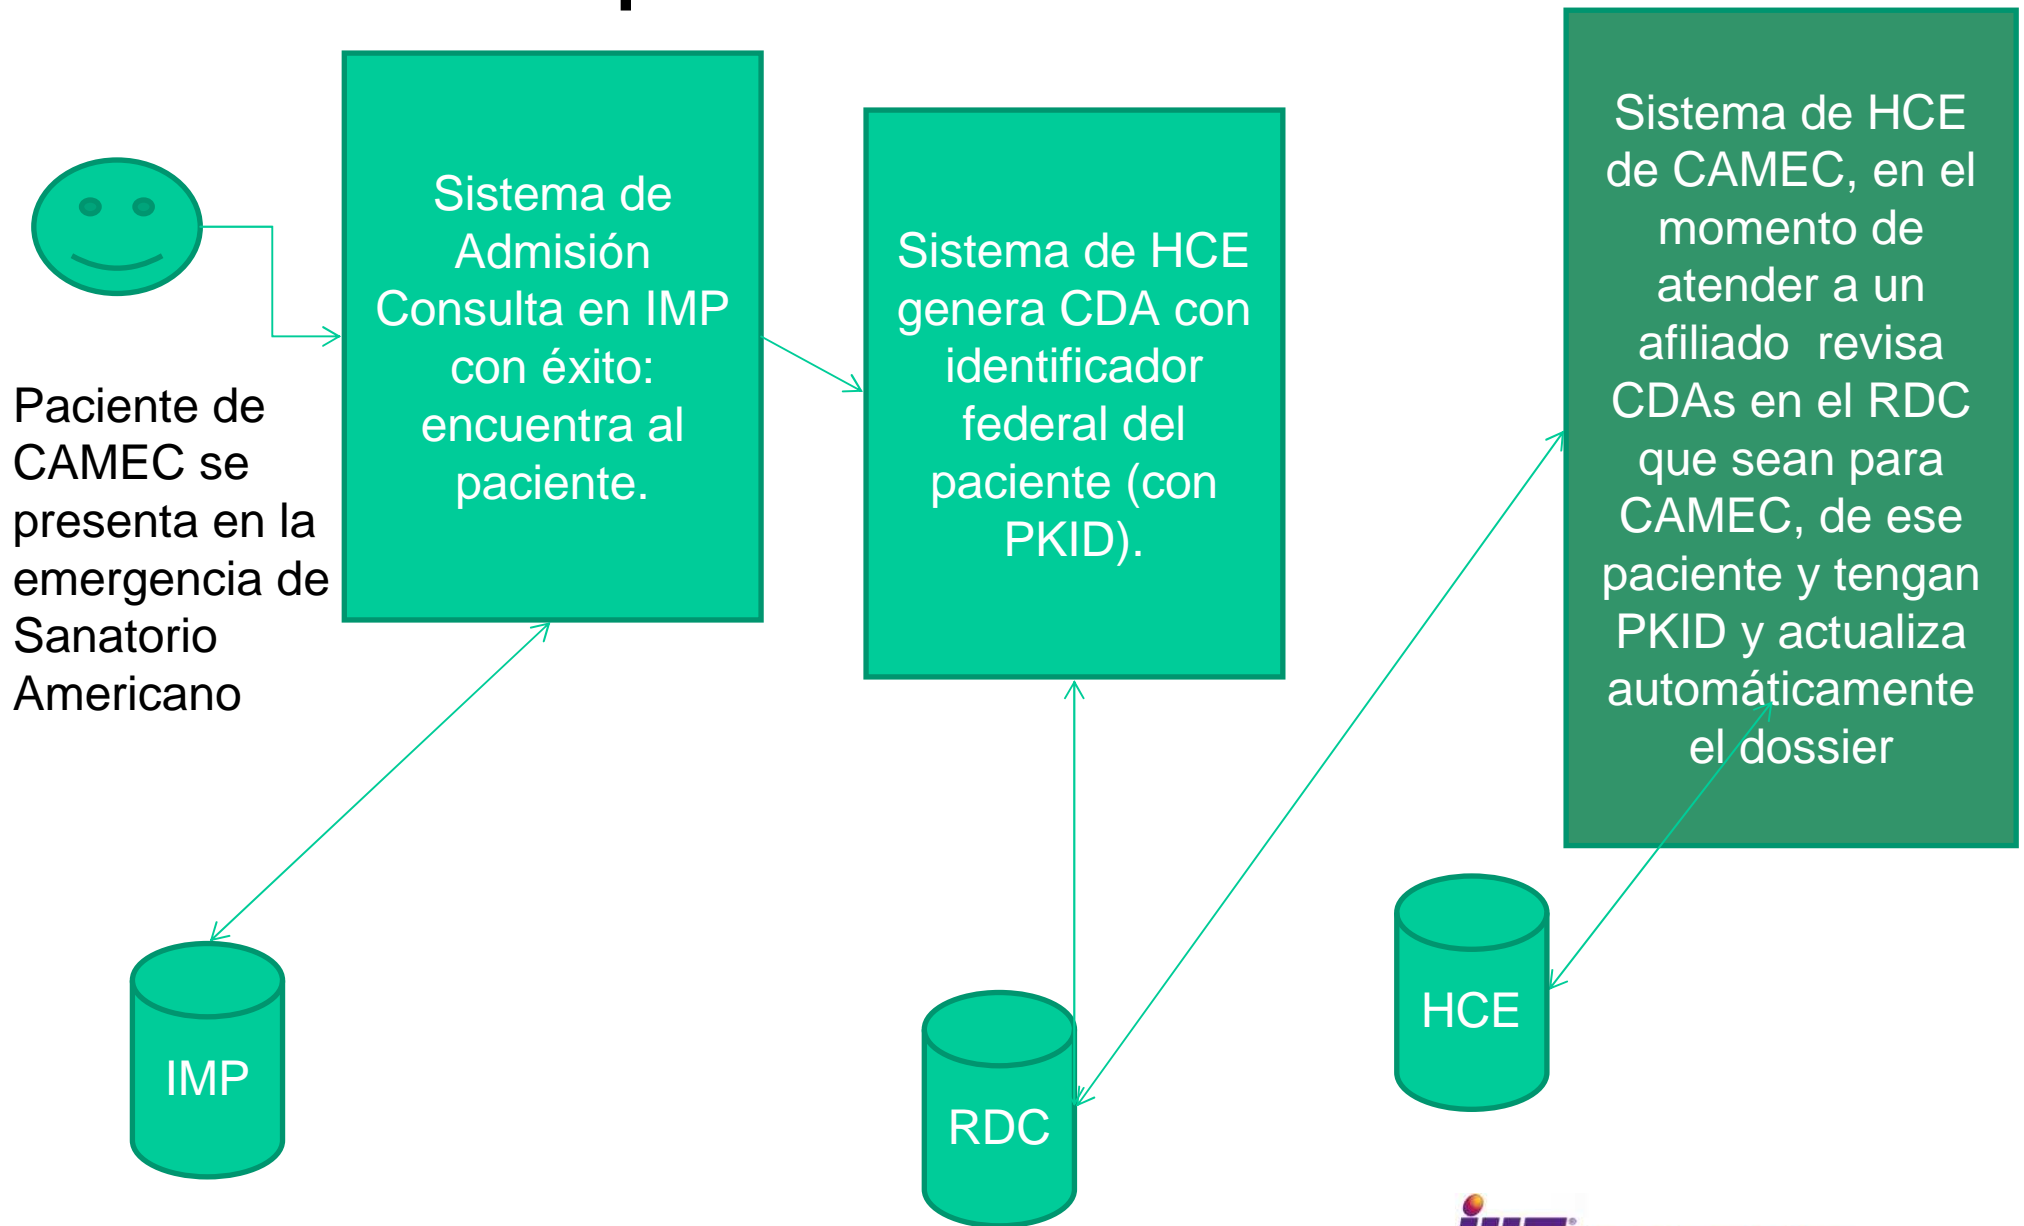 Paciente de
CAMEC se
presenta en la
emergencia de
Sanatorio
Americano
Sistema de
Admisión
Consulta en IMP
con éxito:
encuentra al
paciente.
Sistema de HCE
genera CDA con
identificador
federal del
paciente (con
PKID).
Sistema de HCE
de CAMEC, en el
momento de
atender a un
afiliado revisa
CDAs en el RDC
que sean para
CAMEC, de ese
paciente y tengan
PKID y actualiza
automáticamente
el dossier
IMP
RDC
HCE